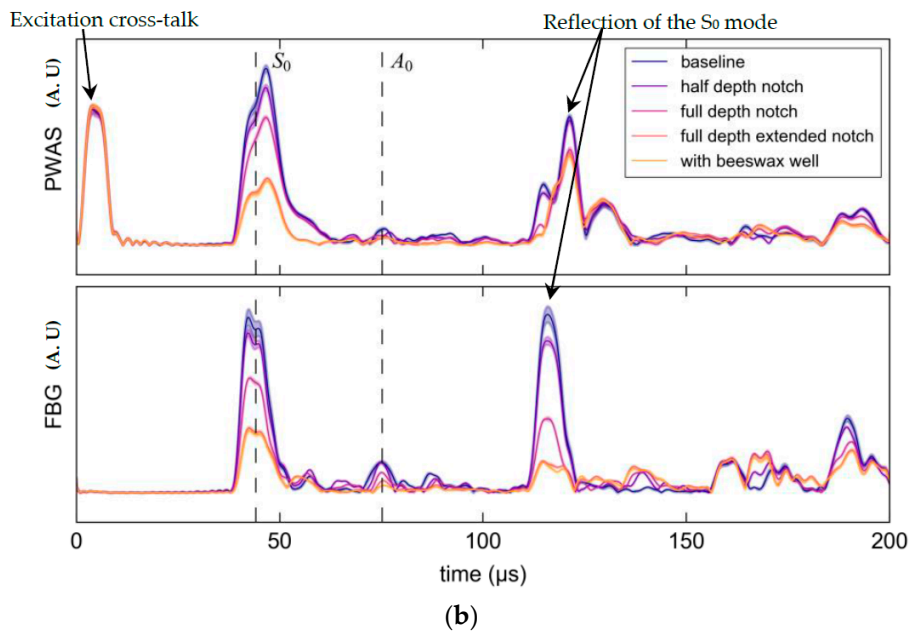 Excitation cross-talk
Reflection of the S0 mode
PWAS (A. U)
S0
A0
baseline
half depth notch
full depth notch
full depth extended notch
with beeswax well
FBG (A. U)
0 50 100 150 200
time (µs)
(b)